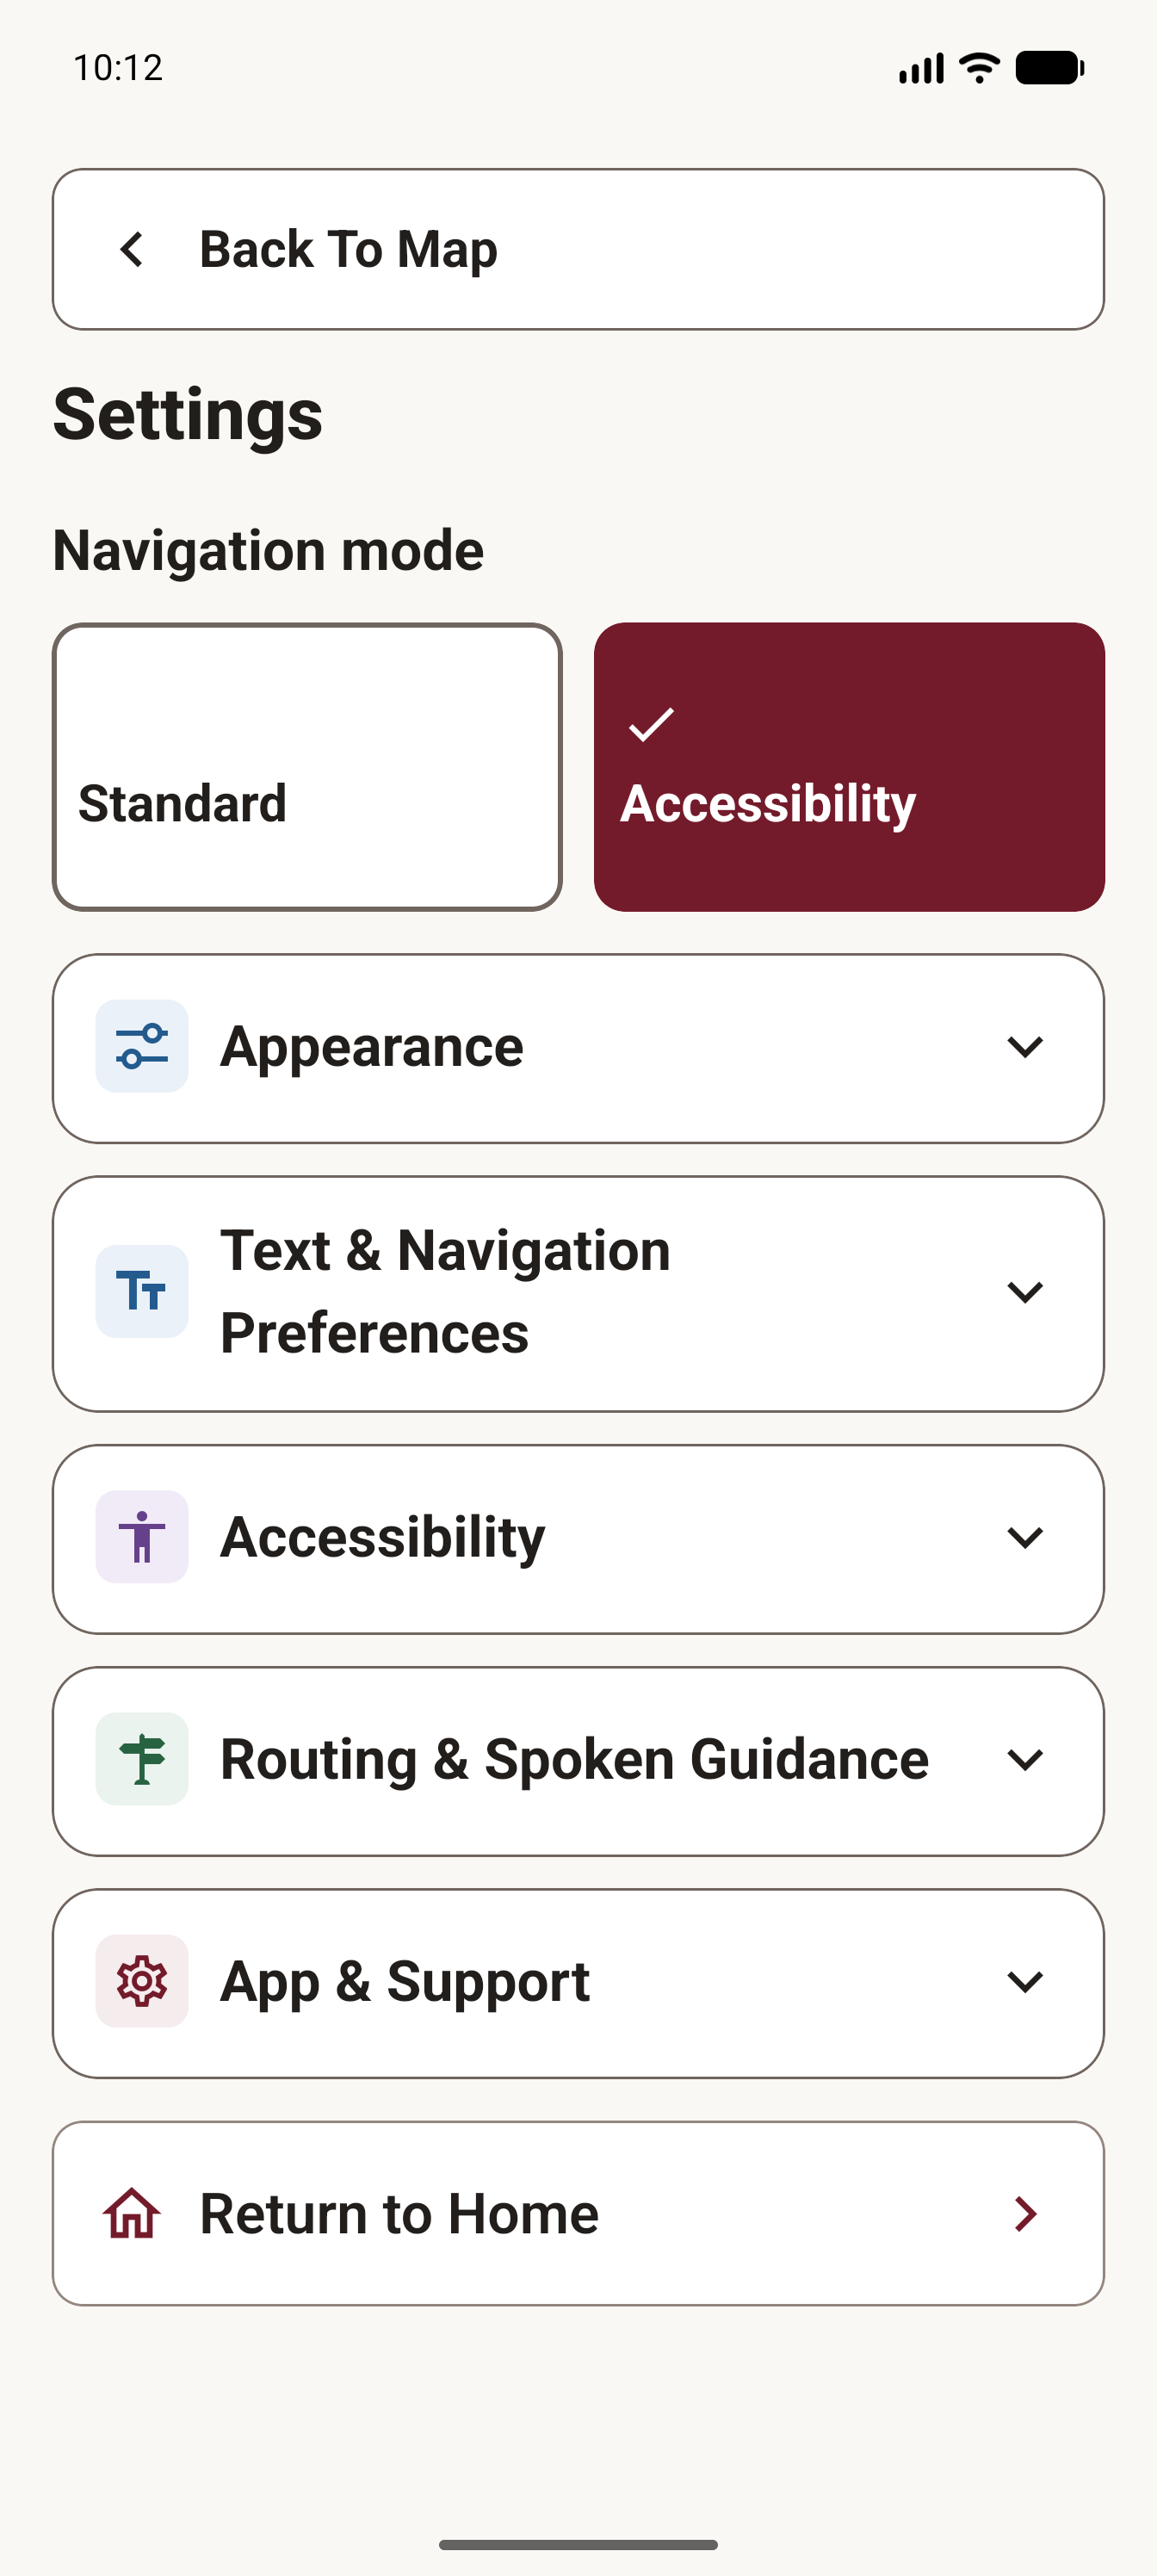 10:12
Back To Map
Settings
Navigation mode
Standard
Accessibility
Appearance
Text & Navigation
Preferences
Accessibility
Routing & Spoken Guidance
App & Support
Return to Home